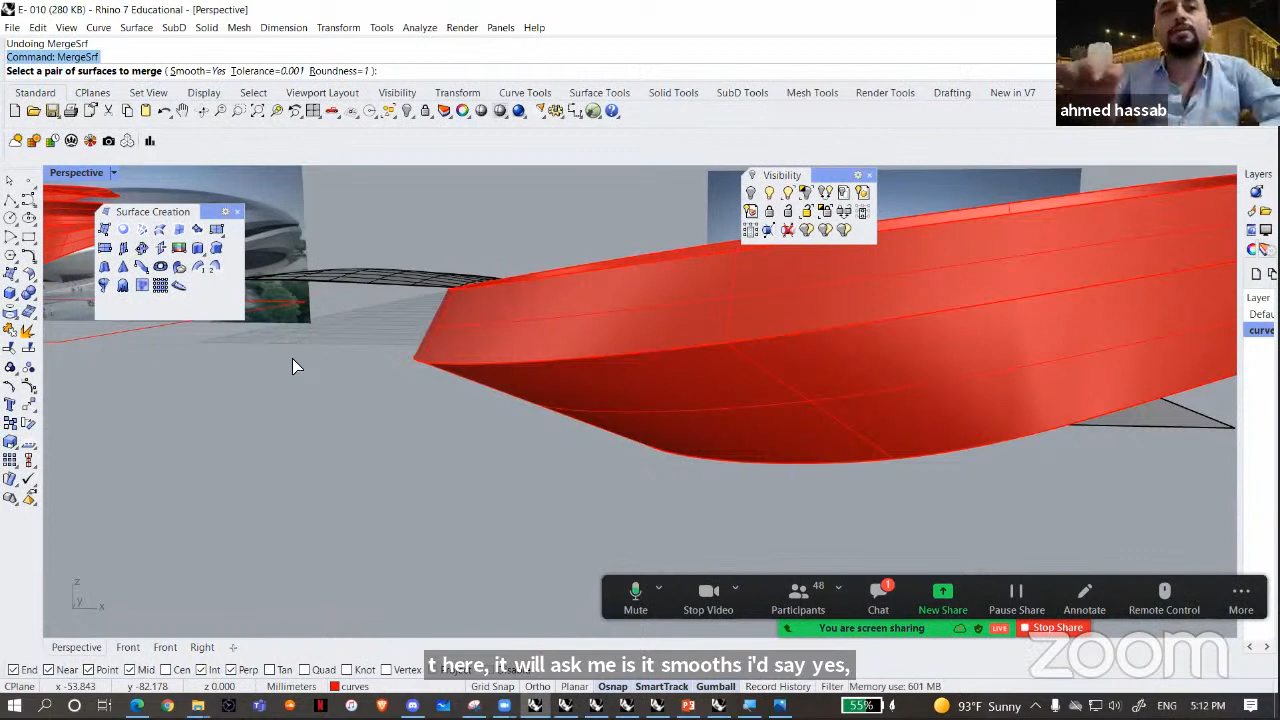 E- 010 (280 KB) - Rhino 7 Educational - [Perspective]
File Edit View Curve Surface SubD Solid Mesh Dimension Transform Tools Analyze Render Panels Help
Undoing MergeSrf
Command: MergeSrf
Select a pair of surfaces to merge ( Smooth=Yes Tolerance=0.001 Roundness=1 ):
Standard CPlanes Set View Display Select Viewport Layout Visibility Transform Curve Tools Surface Tools Solid Tools SubD Tools Mesh Tools Render Tools Drafting New in V7
ahmed hassab
Perspective
Surface Creation
Visibility
Layers
Layer
Defau
curve
z
y
x
48
1
Mute Stop Video Participants Chat New Share Pause Share Annotate Remote Control More
You are screen sharing LIVE Stop Share
zoom
Perspective Front Front Right
t here, it will ask me is it smooths i'd say yes,
End Near Point Mid Cen Int Perp Tan Quad Knot
CPlane x -53.843 y -82.178 z 0.000 Millimeters curves Grid Snap Ortho Planar Osnap SmartTrack Gumball Record History Filter Memory use: 601 MB
55% 93°F Sunny 5:12 PM